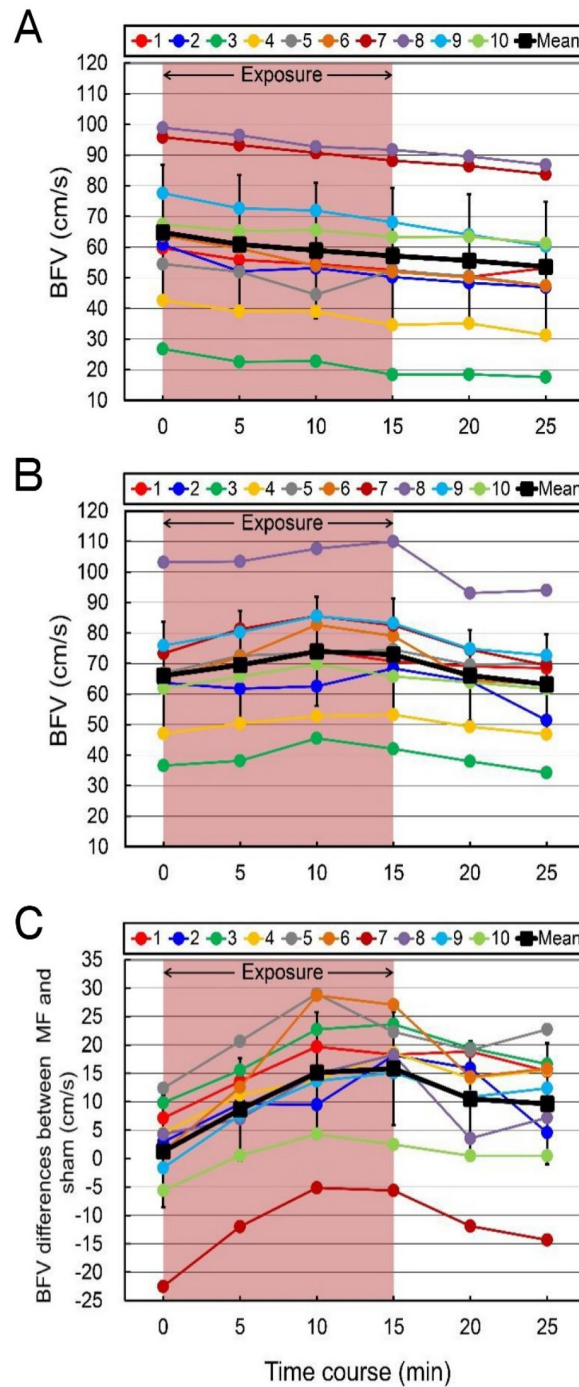 A
1 2 3 4 5 6 7 8 9 10 Mean
120
110
100
90
80
70
60
50
40
30
20
10
BFV (cm/s)
Exposure
0 5 10 15 20 25
B
1 2 3 4 5 6 7 8 9 10 Mean
120
110
100
90
80
70
60
50
40
30
20
10
BFV (cm/s)
Exposure
0 5 10 15 20 25
C
1 2 3 4 5 6 7 8 9 10 Mean
35
30
25
20
15
10
5
0
-5
-10
-15
-20
-25
BFV differences between MF and
sham (cm/s)
Exposure
0 5 10 15 20 25
Time course (min)